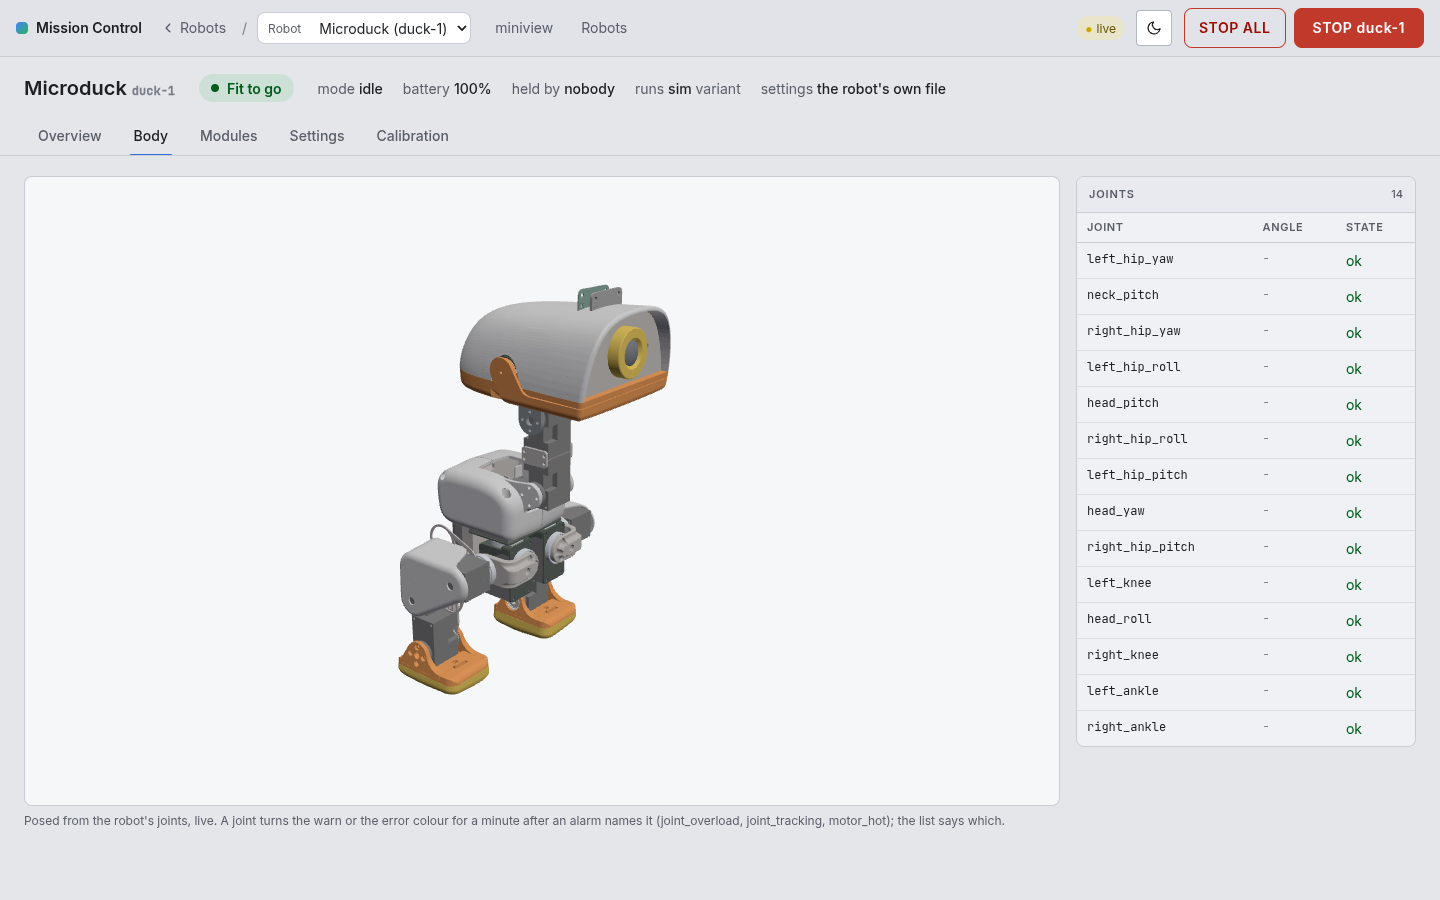 Mission Control Robots / Robot Microduck (duck-1) miniview Robots live STOP ALL STOP duck-1
Microduck duck-1 Fit to go mode idle battery 100% held by nobody runs sim variant settings the robot's own file
Overview Body Modules Settings Calibration
JOINTS 14
JOINT ANGLE STATE
left_hip_yaw - ok
neck_pitch - ok
right_hip_yaw - ok
left_hip_roll - ok
head_pitch - ok
right_hip_roll - ok
left_hip_pitch - ok
head_yaw - ok
right_hip_pitch - ok
left_knee - ok
head_roll - ok
right_knee - ok
left_ankle - ok
right_ankle - ok
Posed from the robot's joints, live. A joint turns the warn or the error colour for a minute after an alarm names it (joint_overload, joint_tracking, motor_hot); the list says which.